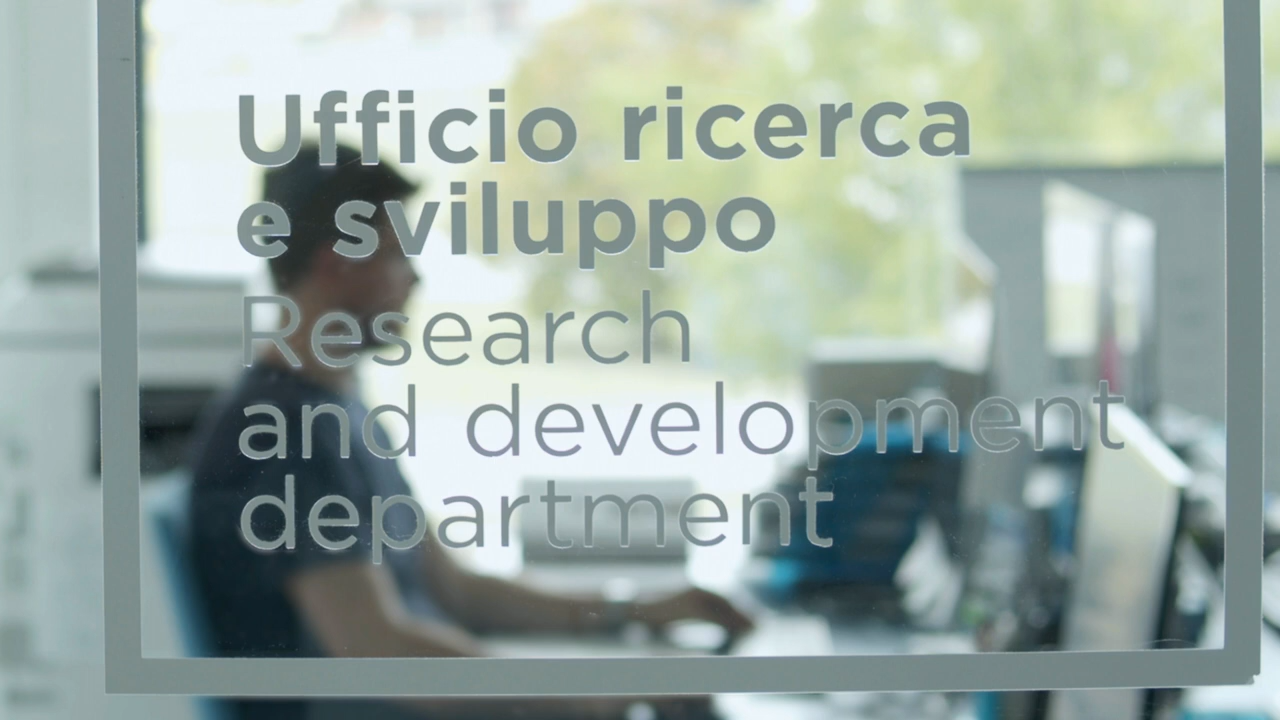 Ufficio ricerca
e sviluppo
Research
and development
department